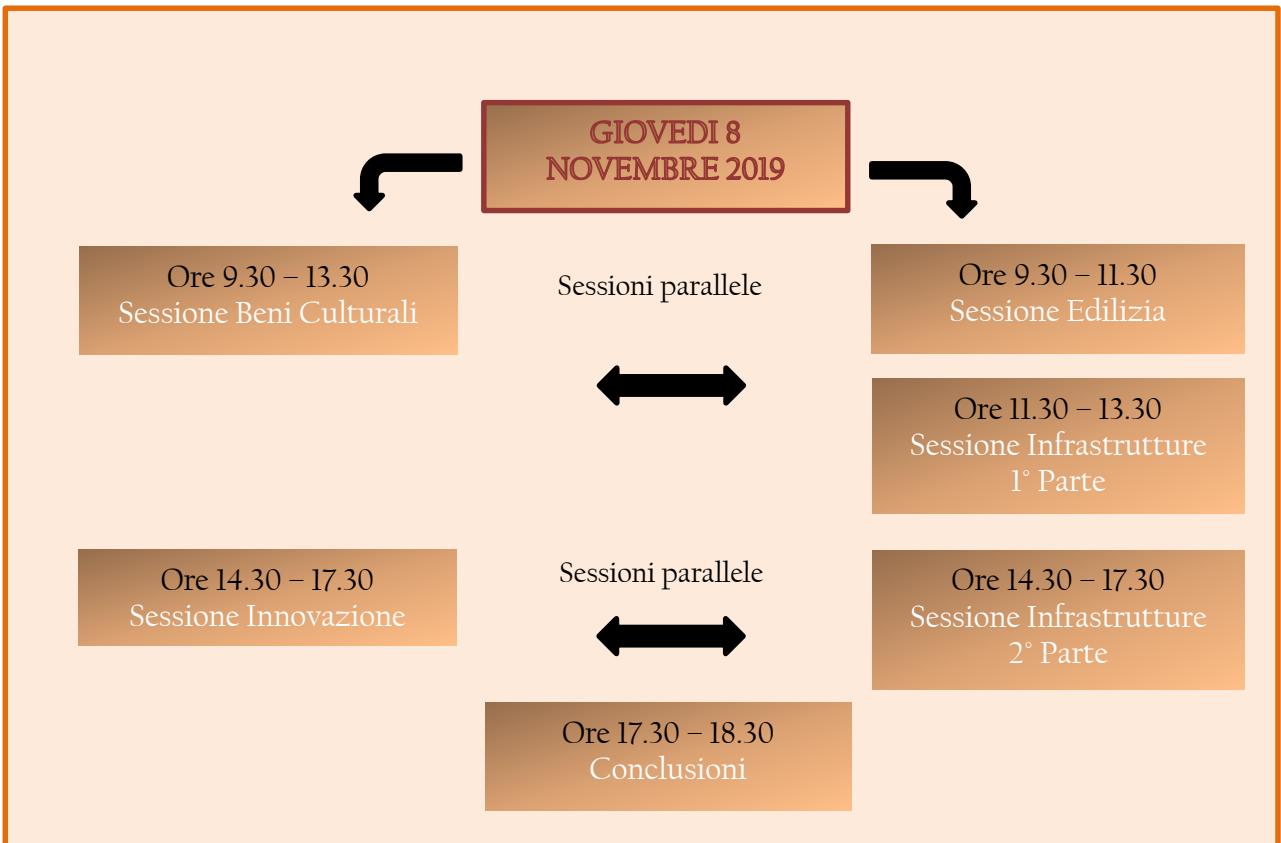 GIOVEDI 8
NOVEMBRE 2019
Ore 9.30 – 13.30
Sessione Beni Culturali
Sessioni parallele
Ore 9.30 – 11.30
Sessione Edilizia
Ore 11.30 – 13.30
Sessione Infrastrutture
1° Parte
Ore 14.30 – 17.30
Sessione Innovazione
Sessioni parallele
Ore 14.30 – 17.30
Sessione Infrastrutture
2° Parte
Ore 17.30 – 18.30
Conclusioni